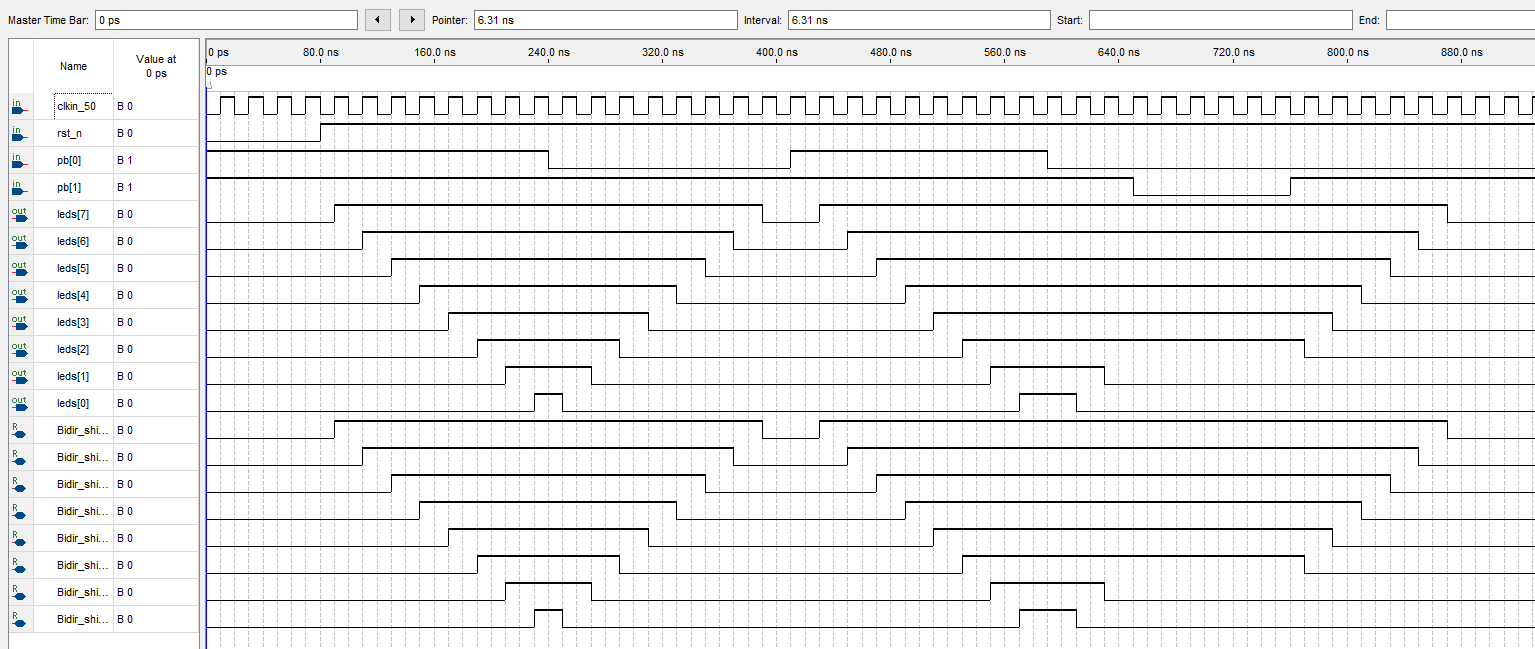 Master Time Bar: 0 ps Pointer: 6.31 ns Interval: 6.31 ns Start: End:
Name Value at 0 ps
0 ps 80.0 ns 160.0 ns 240.0 ns 320.0 ns 400.0 ns 480.0 ns 560.0 ns 640.0 ns 720.0 ns 800.0 ns 880.0 ns
0 ps
in clkin_50 B 0
in rst_n B 0
in pb[0] B 1
in pb[1] B 1
out leds[7] B 0
out leds[6] B 0
out leds[5] B 0
out leds[4] B 0
out leds[3] B 0
out leds[2] B 0
out leds[1] B 0
out leds[0] B 0
R Bidir_shi... B 0
R Bidir_shi... B 0
R Bidir_shi... B 0
R Bidir_shi... B 0
R Bidir_shi... B 0
R Bidir_shi... B 0
R Bidir_shi... B 0
R Bidir_shi... B 0